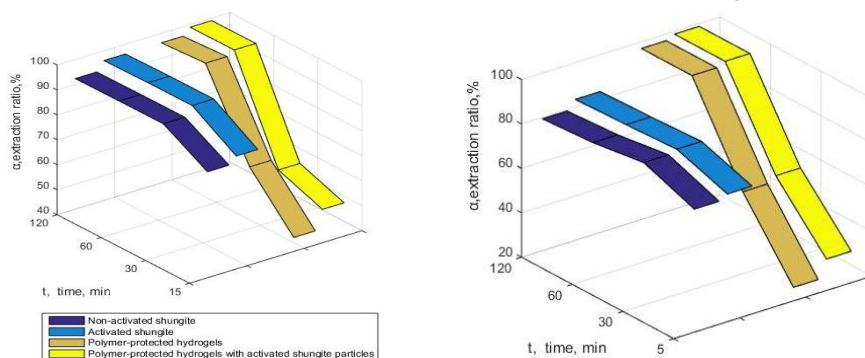 α,extraction ratio,%
100
90
80
70
60
50
40
120
60
30
15
t, time, min
Non-activated shungite
Activated shungite
Polymer-protected hydrogels
Polymer-protected hydrogels with activated shungite particles
α,extraction ratio,%
100
80
60
40
20
120
60
30
5
t, time, min